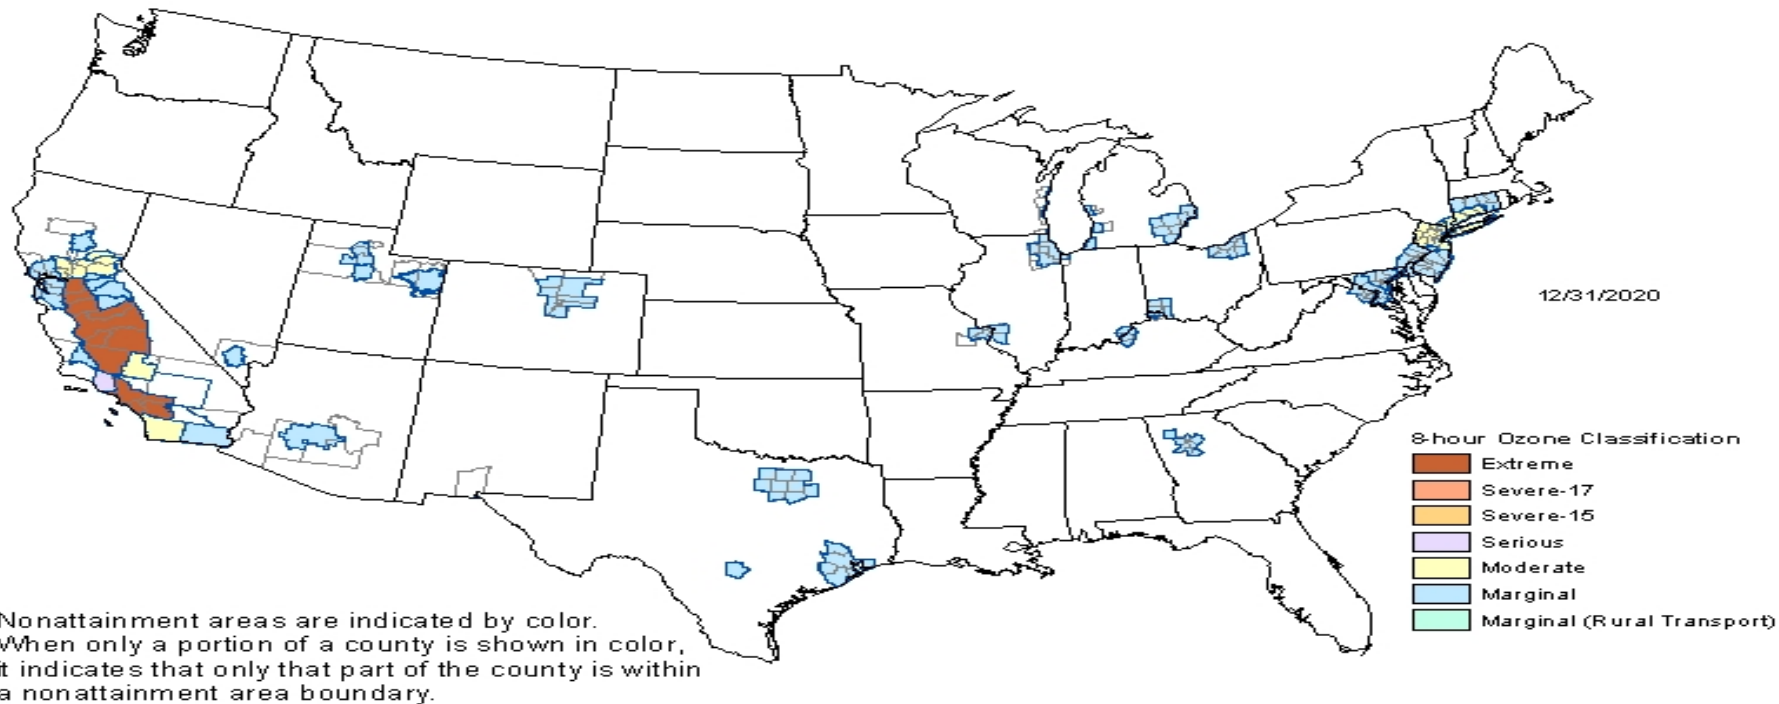 12/31/2020
8-hour Ozone Classification
Extreme
Severe-17
Severe-15
Serious
Moderate
Marginal
Marginal (Rural Transport)
Nonattainment areas are indicated by color.
When only a portion of a county is shown in color,
it indicates that only that part of the county is within
a nonattainment area boundary.